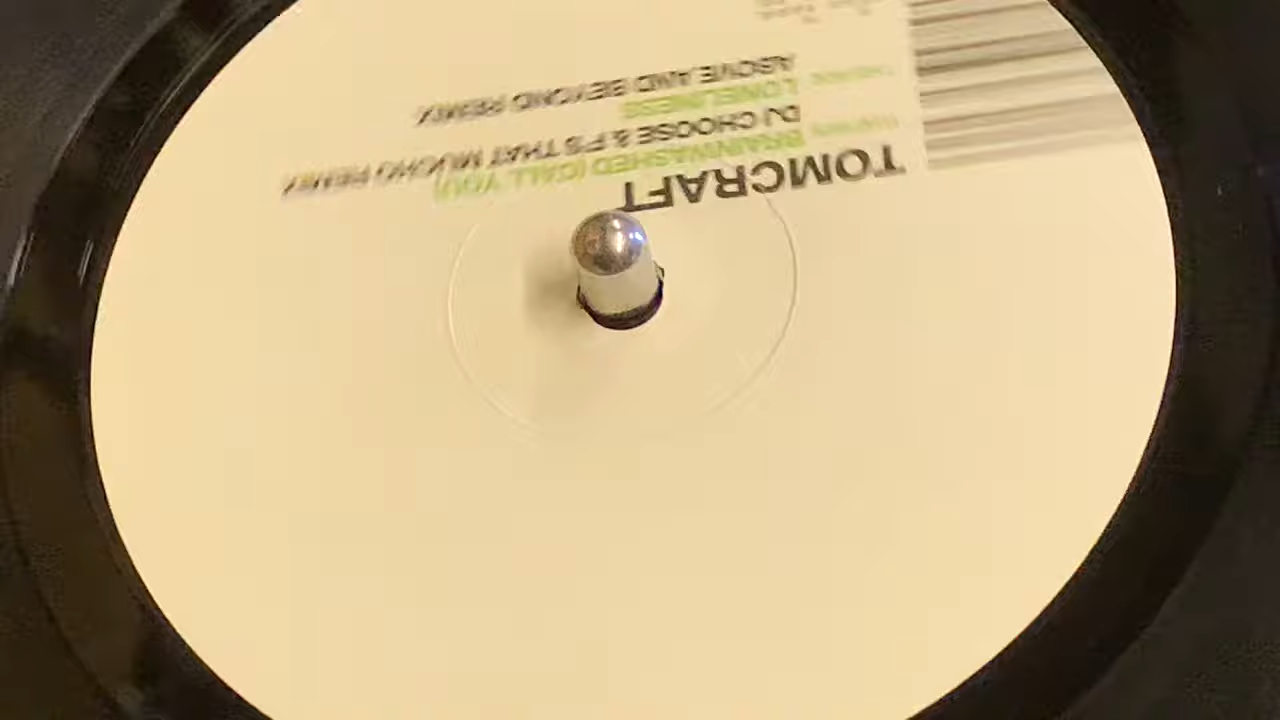 TOMCRAFT
BRAINWASHED (CALL YOU)
DJ CHOOSE & F'S THAT MUCHO REMIX
LONELINESS
ABOVE AND BEYOND REMIX